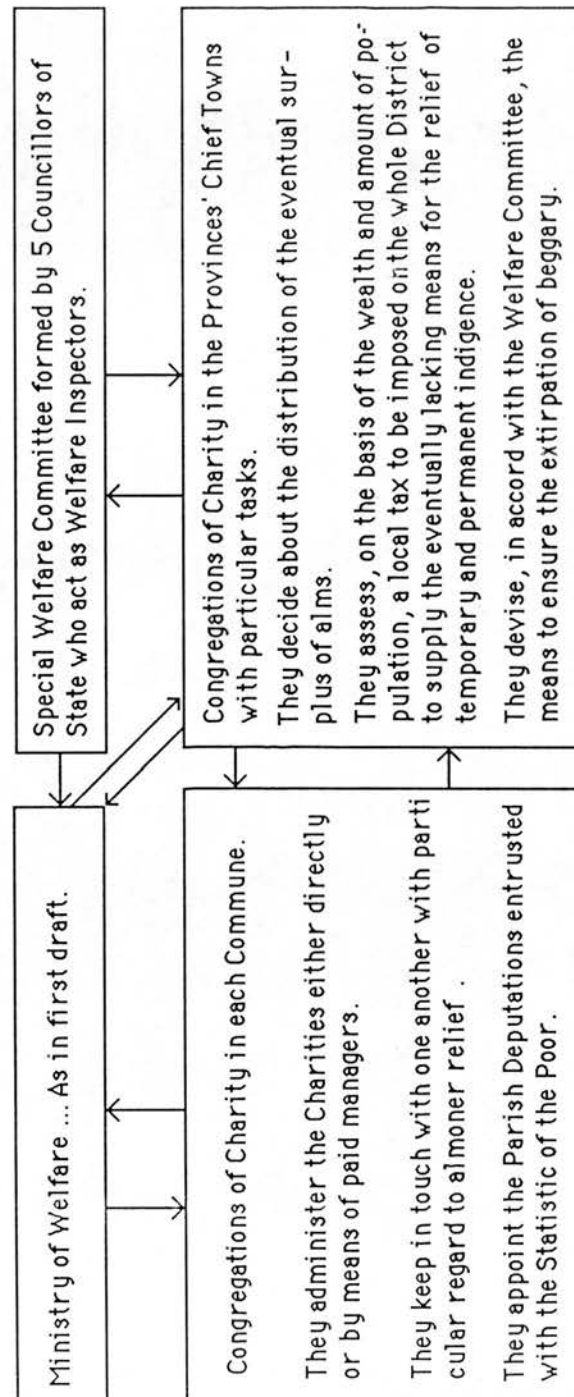 Ministry of Welfare ... As in first draft.
Special Welfare Committee formed by 5 Councillors of
State who act as Welfare Inspectors.
Congregations of Charity in each Commune.
They administer the Charities either directly
or by means of paid managers.
They keep in touch with one another with parti
cular regard to almoner relief .
They appoint the Parish Deputations entrusted
with the Statistic of the Poor.
Congregations of Charity in the Provinces' Chief Towns
with particular tasks.
They decide about the distribution of the eventual sur-
plus of alms.
They assess, on the basis of the wealth and amount of po-
pulation, a local tax to be imposed on the whole District
to supply the eventually lacking means for the relief of
temporary and permanent indigence.
They devise, in accord with the Welfare Committee, the
means to ensure the extirpation of beggary.